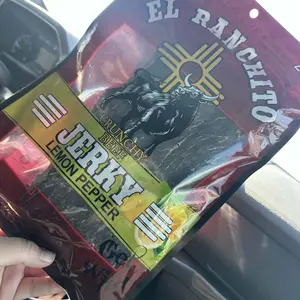 EL RANCHITO
CRUNCHY
BEEF
JERKY
LEMON PEPPER